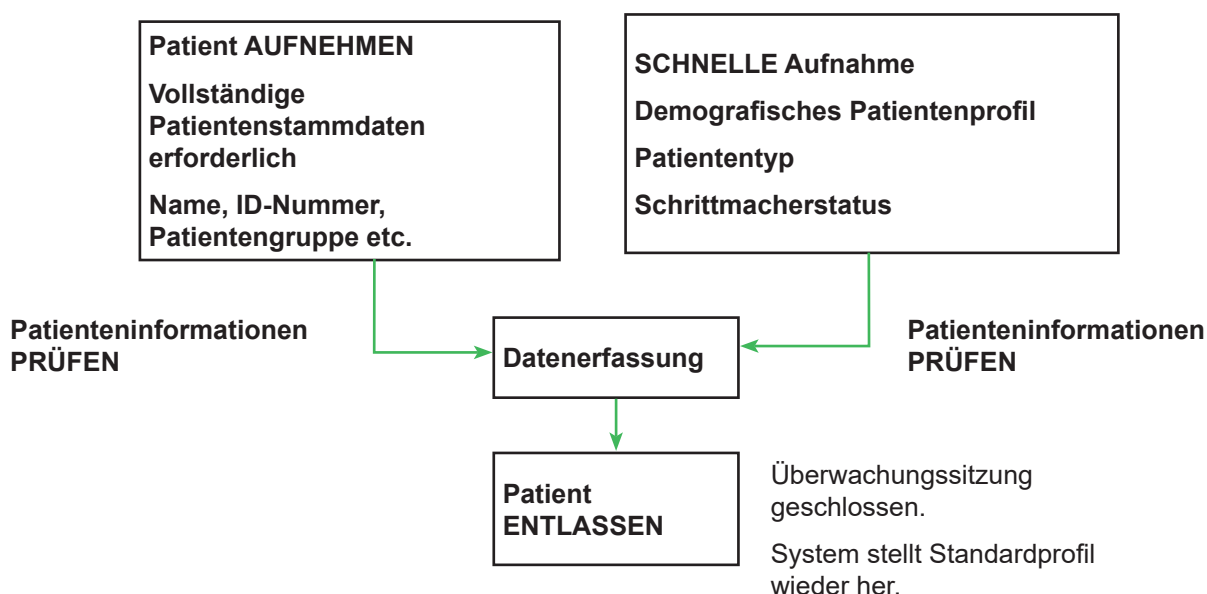 Patient AUFNEHMEN
Vollständige
Patientenstammdaten
erforderlich
Name, ID-Nummer,
Patientengruppe etc.
SCHNELLE Aufnahme
Demografisches Patientenprofil
Patiententyp
Schrittmacherstatus
Patienteninformationen
PRÜFEN
Datenerfassung
Patienteninformationen
PRÜFEN
Patient
ENTLASSEN
Überwachungssitzung
geschlossen.
System stellt Standardprofil
wieder her.